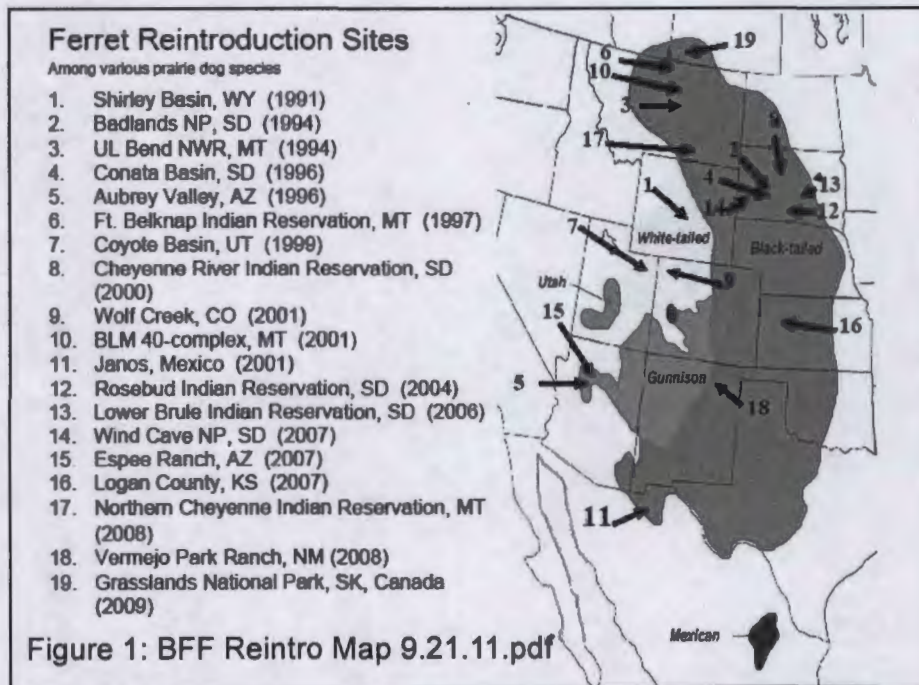 Ferret Reintroduction Sites
Among various prairie dog species
1. Shirley Basin, WY (1991)
2. Badlands NP, SD (1994)
3. UL Bend NWR, MT (1994)
4. Conata Basin, SD (1996)
5. Aubrey Valley, AZ (1996)
6. Ft. Belknap Indian Reservation, MT (1997)
7. Coyote Basin, UT (1999)
8. Cheyenne River Indian Reservation, SD
(2000)
9. Wolf Creek, CO (2001)
10. BLM 40-complex, MT (2001)
11. Janos, Mexico (2001)
12. Rosebud Indian Reservation, SD (2004)
13. Lower Brule Indian Reservation, SD (2006)
14. Wind Cave NP, SD (2007)
15. Espee Ranch, AZ (2007)
16. Logan County, KS (2007)
17. Northern Cheyenne Indian Reservation, MT
(2008)
18. Vermejo Park Ranch, NM (2008)
19. Grasslands National Park, SK, Canada
(2009)
Figure 1: BFF Reintro Map 9.21.11.pdf
19
6
10
3
17
4
13
1
14
12
7
White-tailed
Black-tailed
9
Utah
15
16
5
Gunnison
18
11
Mexican